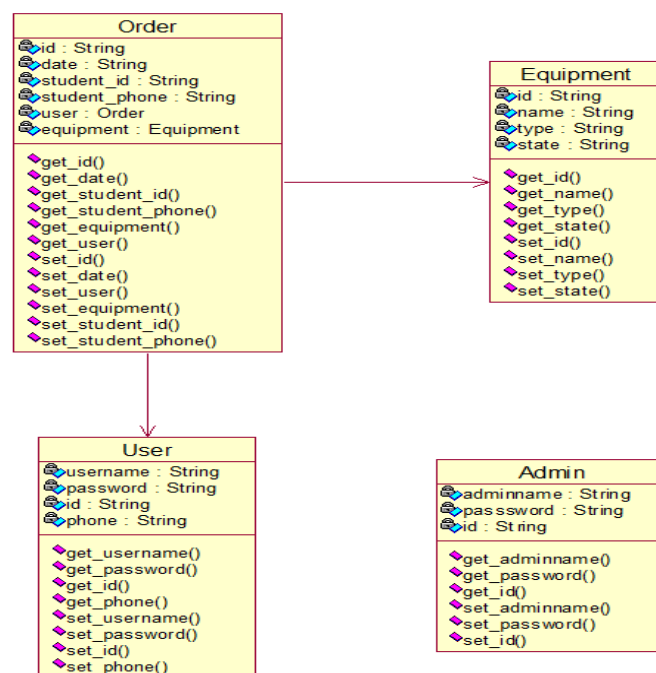 Order
id : String
date : String
student_id : String
student_phone : String
user : Order
equipment : Equipment
get_id()
get_date()
get_student_id()
get_student_phone()
get_equipment()
get_user()
set_id()
set_date()
set_user()
set_equipment()
set_student_id()
set_student_phone()
Equipment
id : String
name : String
type : String
state : String
get_id()
get_name()
get_type()
get_state()
set_id()
set_name()
set_type()
set_state()
User
username : String
password : String
id : String
phone : String
get_username()
get_password()
get_id()
get_phone()
set_username()
set_password()
set_id()
set_phone()
Admin
adminname : String
passsword : String
id : String
get_adminname()
get_password()
get_id()
set_adminname()
set_password()
set_id()